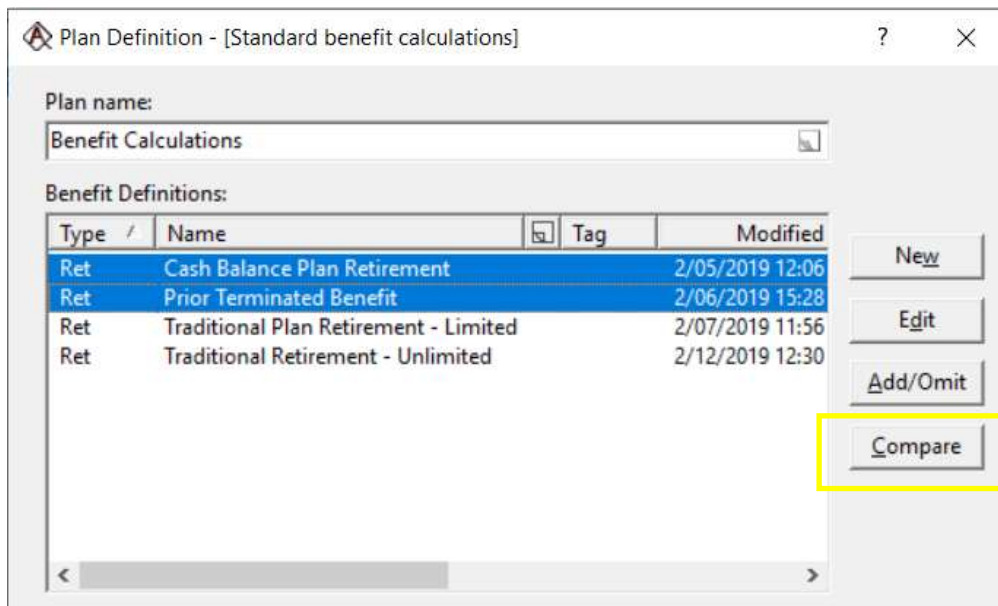 Plan Definition - [Standard benefit calculations] ? ×
Plan name:
Benefit Calculations
Benefit Definitions:
Type / Name Tag Modified
Ret Cash Balance Plan Retirement 2/05/2019 12:06
Ret Prior Terminated Benefit 2/06/2019 15:28
Ret Traditional Plan Retirement - Limited 2/07/2019 11:56
Ret Traditional Retirement - Unlimited 2/12/2019 12:30
New
Edit
Add/Omit
Compare